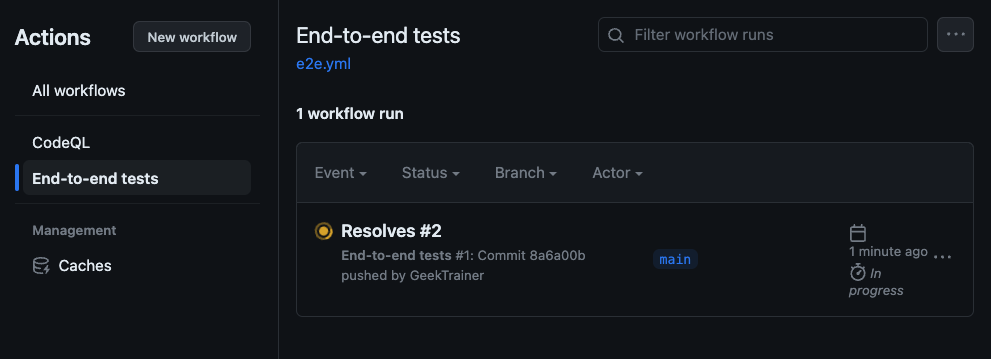 Actions
New workflow
All workflows
CodeQL
End-to-end tests
Management
Caches
End-to-end tests
e2e.yml
Filter workflow runs
1 workflow run
Event
Status
Branch
Actor
Resolves #2
End-to-end tests #1: Commit 8a6a00b
pushed by GeekTrainer
main
1 minute ago
In
progress